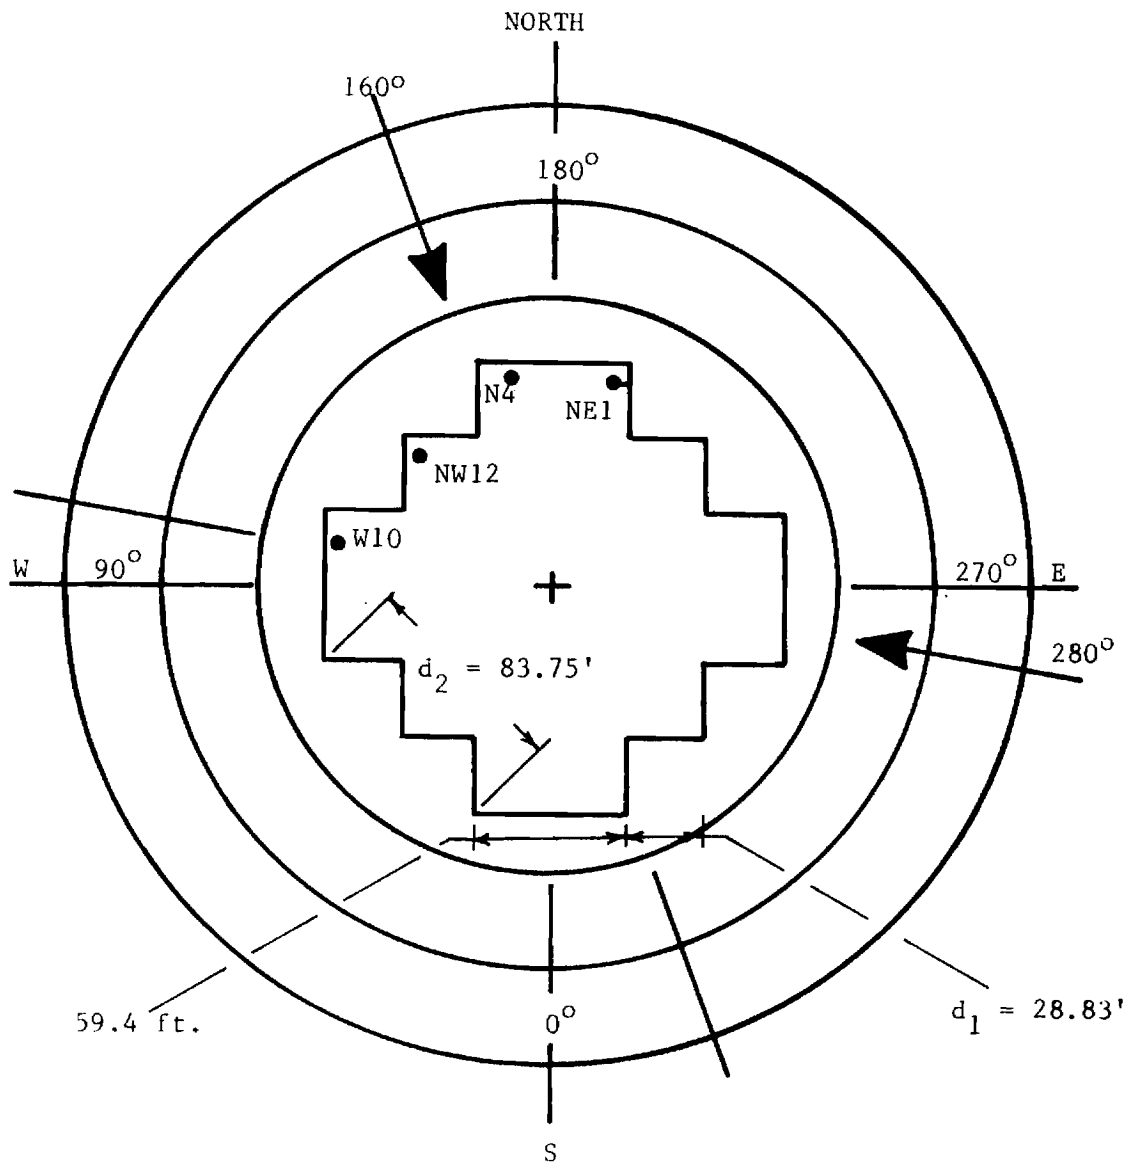 NORTH
160°
180°
N4
NE1
NW12
W10
W
90°
270°
E
280°
d2 = 83.75'
59.4 ft.
0°
d1 = 28.83'
S